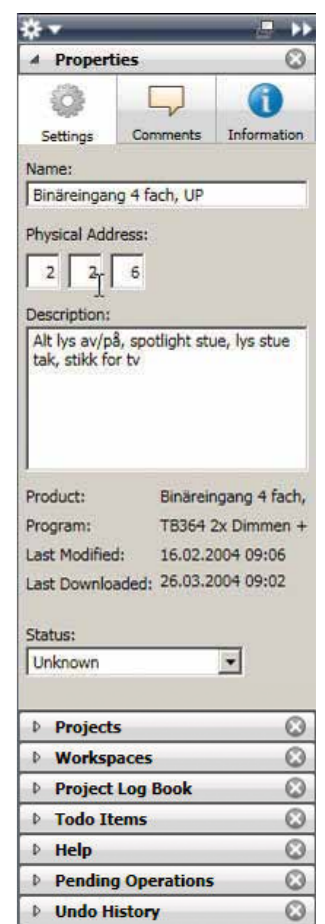 Properties
Settings Comments Information
Name:
Binäreingang 4 fach, UP
Physical Address:
2 2 6
Description:
Alt lys av/på, spotlight stue, lys stue
tak, stikk for tv
Product: Binäreingang 4 fach,
Program: TB364 2x Dimmen +
Last Modified: 16.02.2004 09:06
Last Downloaded: 26.03.2004 09:02
Status:
Unknown
Projects
Workspaces
Project Log Book
Todo Items
Help
Pending Operations
Undo History